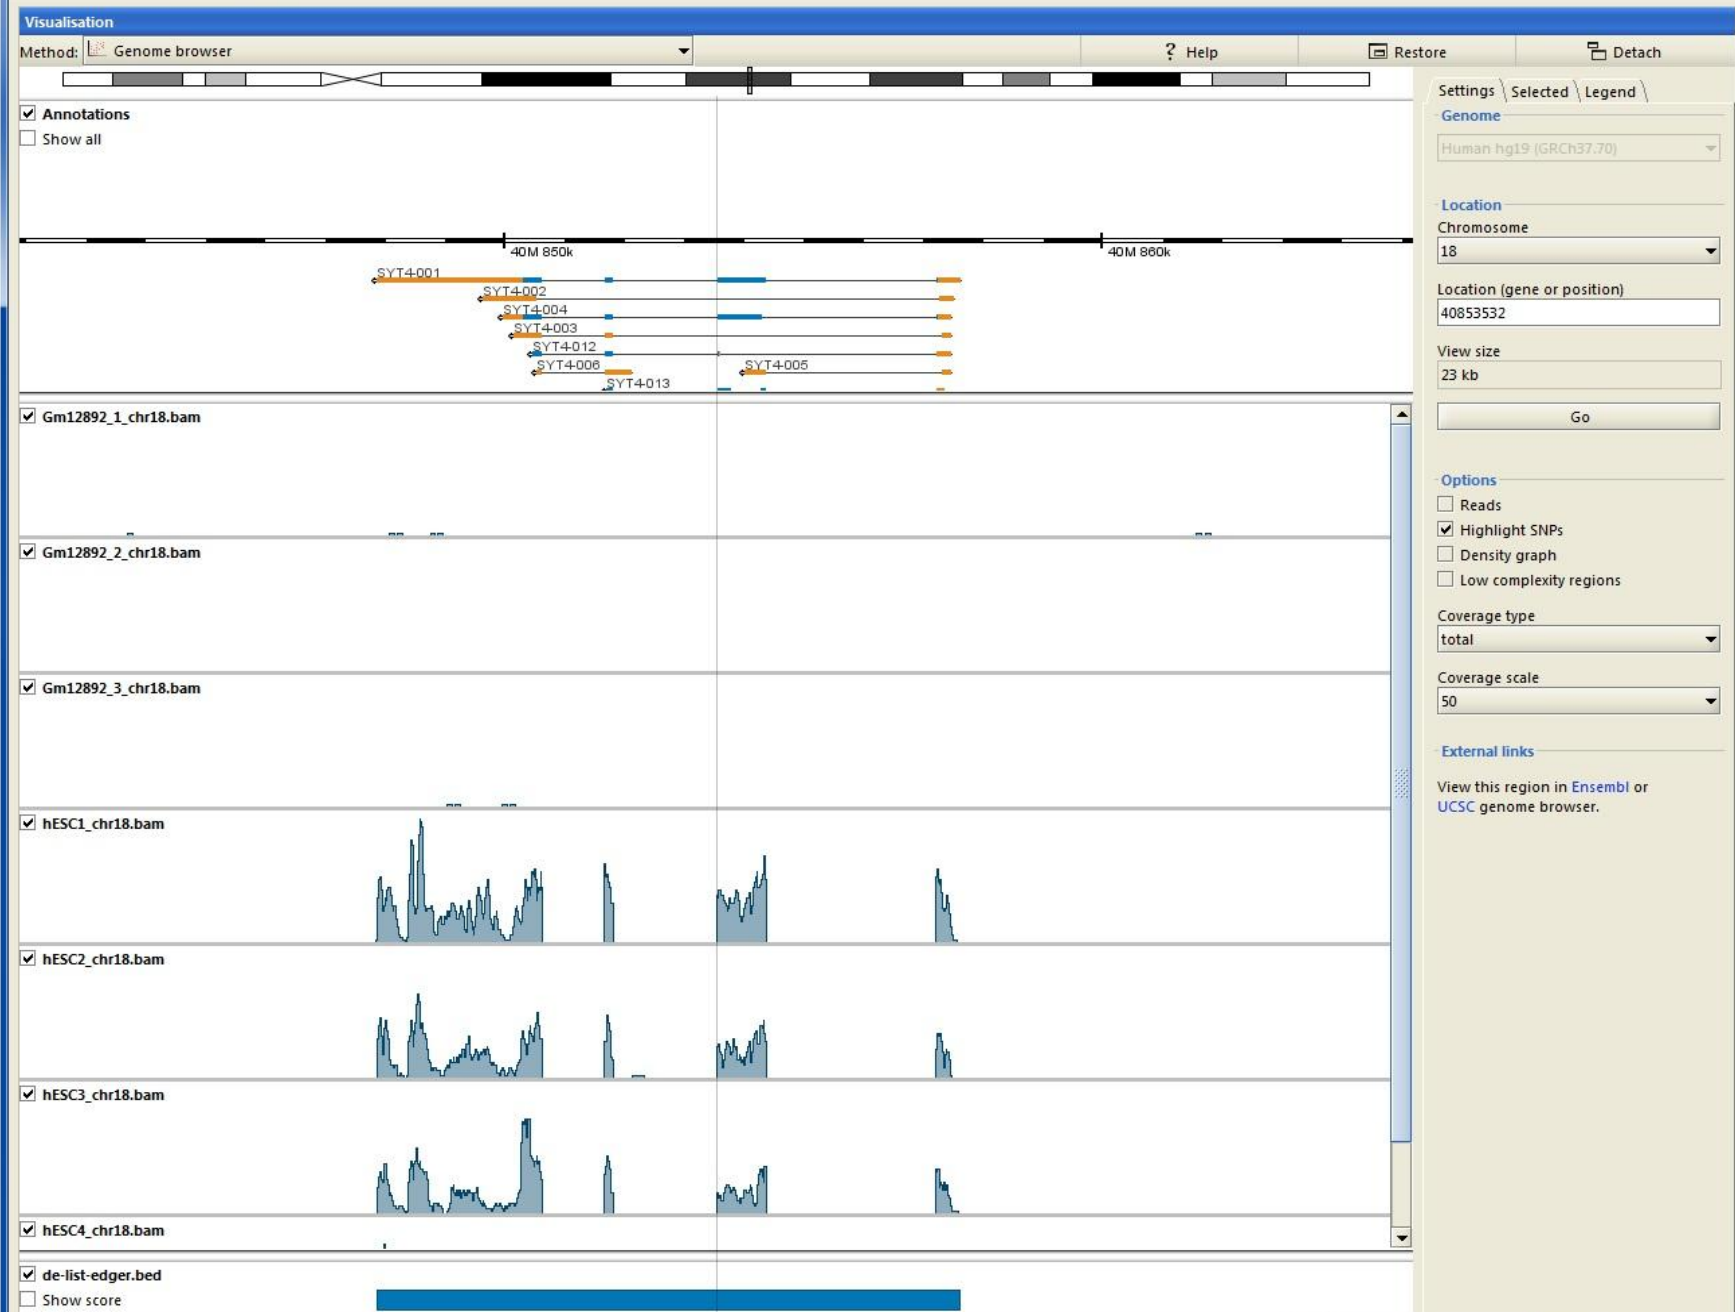 Visualisation
Method: Genome browser
? Help
Restore
Detach
Annotations
Show all
40M 850k
40M 860k
SYT4-001
SYT4-002
SYT4-004
SYT4-003
SYT4-012
SYT4-006
SYT4-005
SYT4-013
Gm12892_1_chr18.bam
Gm12892_2_chr18.bam
Gm12892_3_chr18.bam
hESC1_chr18.bam
hESC2_chr18.bam
hESC3_chr18.bam
hESC4_chr18.bam
de-list-edger.bed
Show score
Settings Selected Legend
Genome
Human hg19 (GRCh37.70)
Location
Chromosome
18
Location (gene or position)
40853532
View size
23 kb
Go
Options
Reads
Highlight SNPs
Density graph
Low complexity regions
Coverage type
total
Coverage scale
50
External links
View this region in Ensembl or
UCSC genome browser.